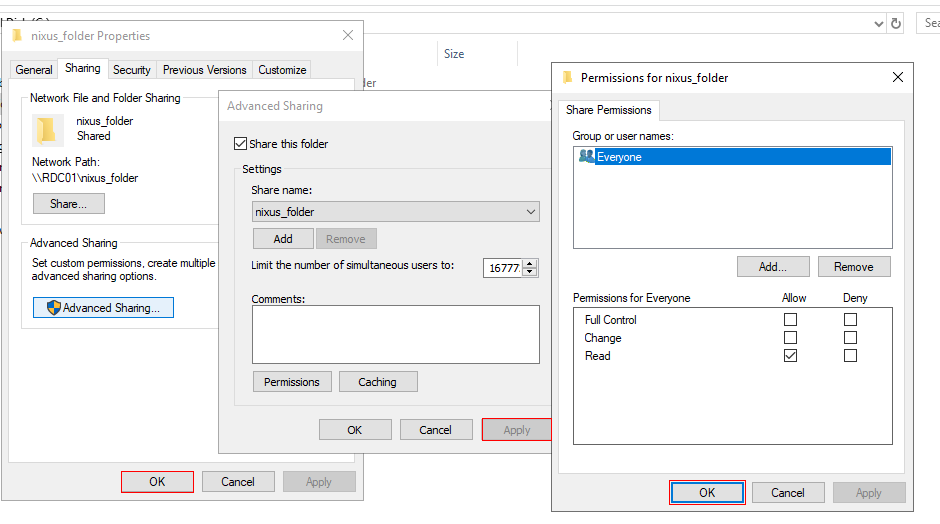 nixus_folder Properties
General Sharing Security Previous Versions Customize
Network File and Folder Sharing
nixus_folder
Shared
Network Path:
\\RDC01\nixus_folder
Share...
Advanced Sharing
Set custom permissions, create multiple
advanced sharing options.
Advanced Sharing...
OK Cancel Apply
Size
Advanced Sharing
Share this folder
Settings
Share name:
nixus_folder
Add Remove
Limit the number of simultaneous users to: 16777
Comments:
Permissions Caching
OK Cancel Apply
Permissions for nixus_folder
Share Permissions
Group or user names:
Everyone
Add... Remove
Permissions for Everyone Allow Deny
Full Control
Change
Read
OK Cancel Apply